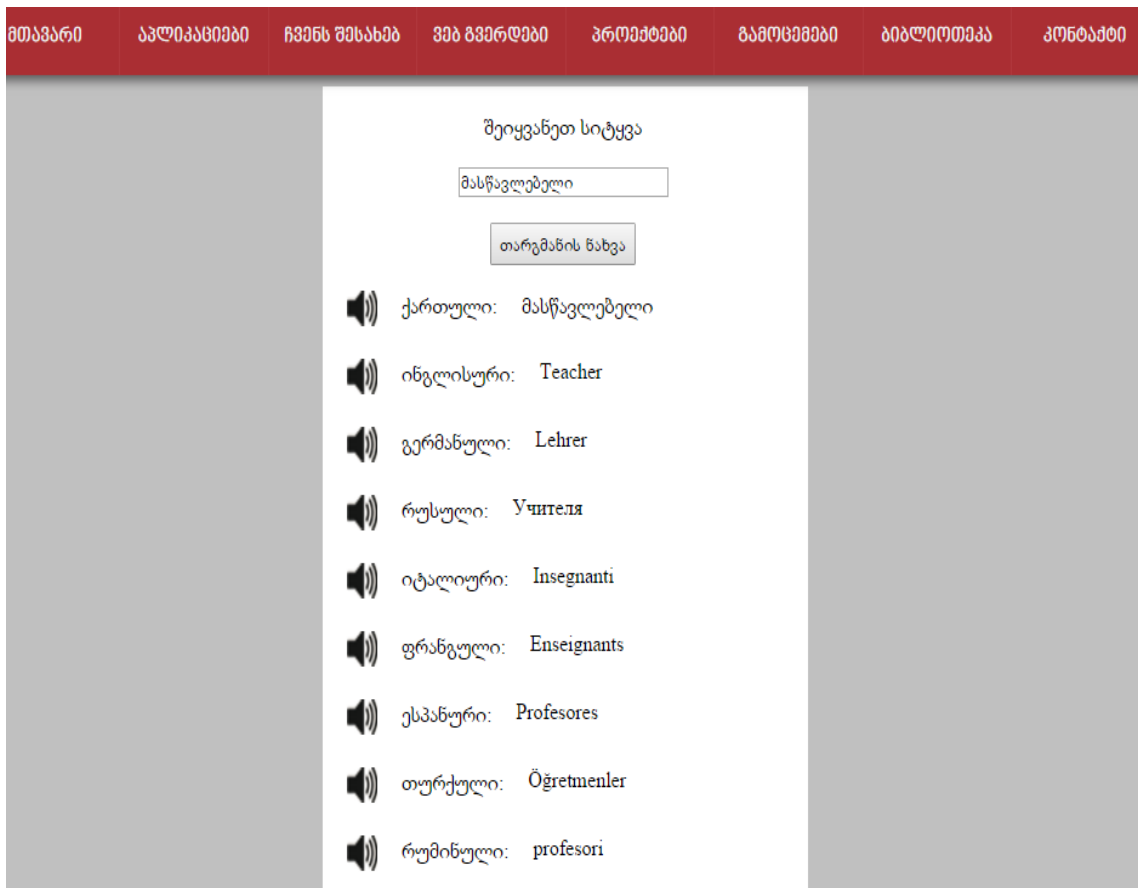 მთავარი აპლიკაციები ჩვენს შესახებ ვებ გვერდები პროექტები გამოცემები ბიბლიოთეკა კონტაქტი
შეიყვანეთ სიტყვა
მასწავლებელი
თარგმანის ნახვა
ქართული: მასწავლებელი
ინგლისური: Teacher
გერმანული: Lehrer
რუსული: Учителя
იტალიური: Insegnanti
ფრანგული: Enseignants
ესპანური: Profesores
თურქული: Öğretmenler
რუმინული: profesori